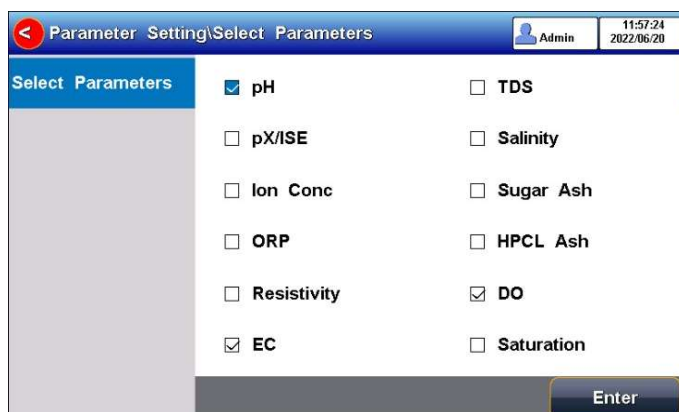 < Parameter Setting\Select Parameters
Admin
11:57:24
2022/06/20
Select Parameters
pH
TDS
pX/ISE
Salinity
Ion Conc
Sugar Ash
ORP
HPCL Ash
Resistivity
DO
EC
Saturation
Enter